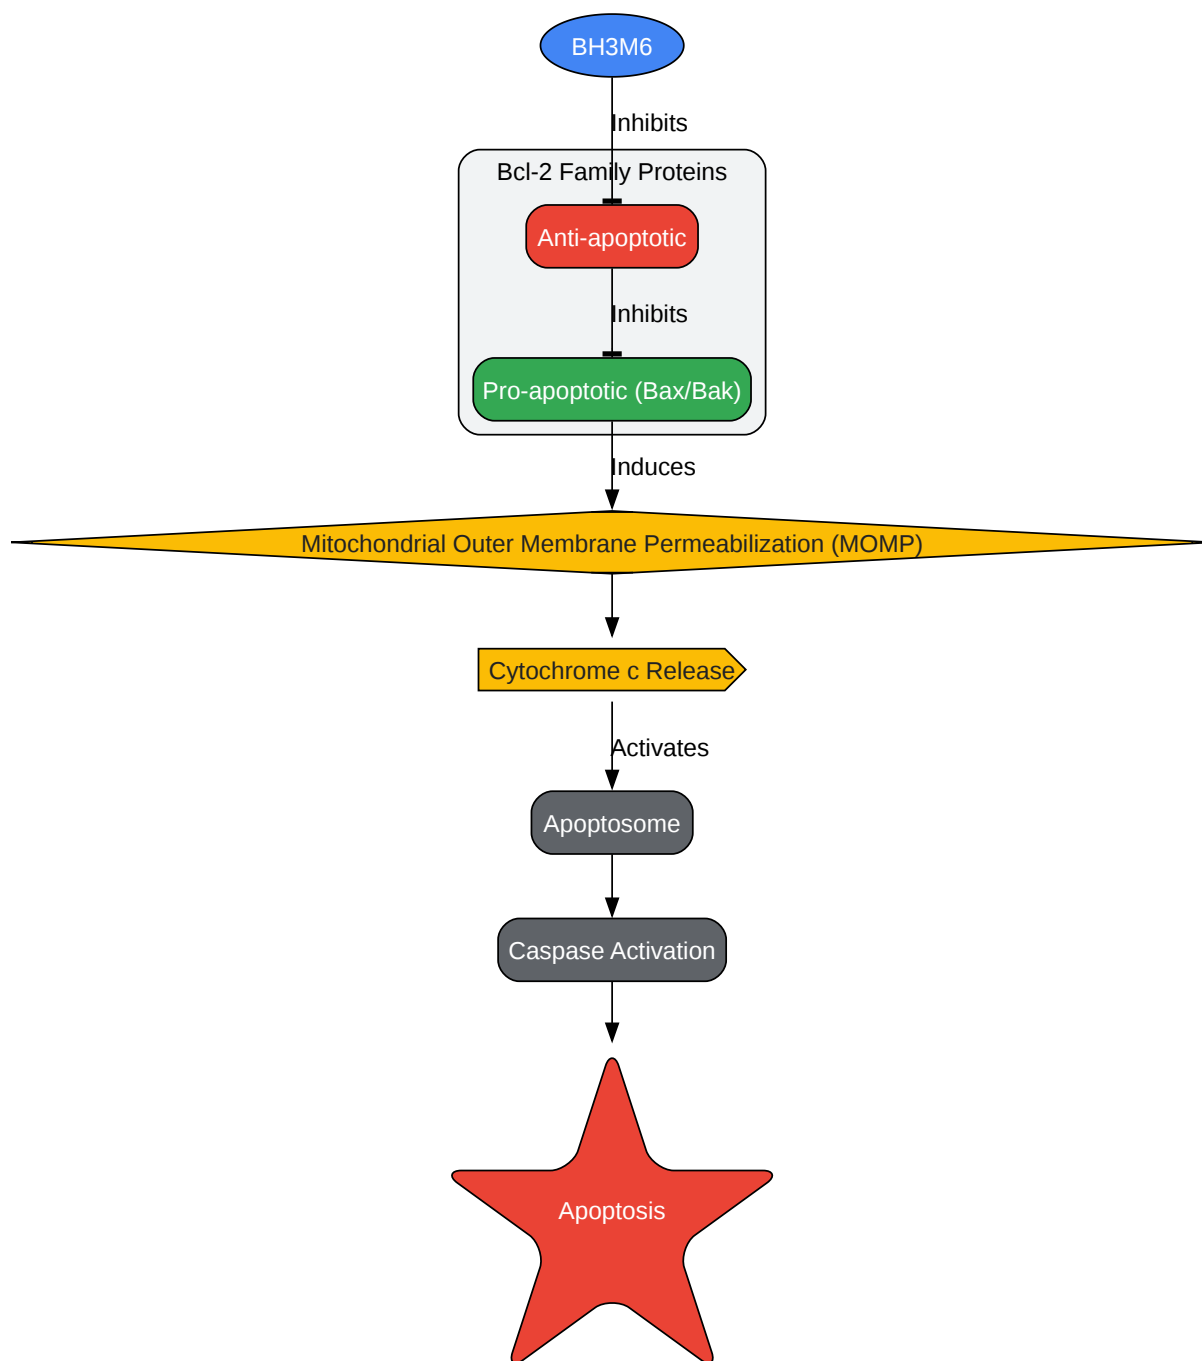 BH3M6
Inhibits
Bcl-2 Family Proteins
Anti-apoptotic
Inhibits
Pro-apoptotic (Bax/Bak)
Induces
Mitochondrial Outer Membrane Permeabilization (MOMP)
Cytochrome c Release
Activates
Apoptosome
Caspase Activation
Apoptosis